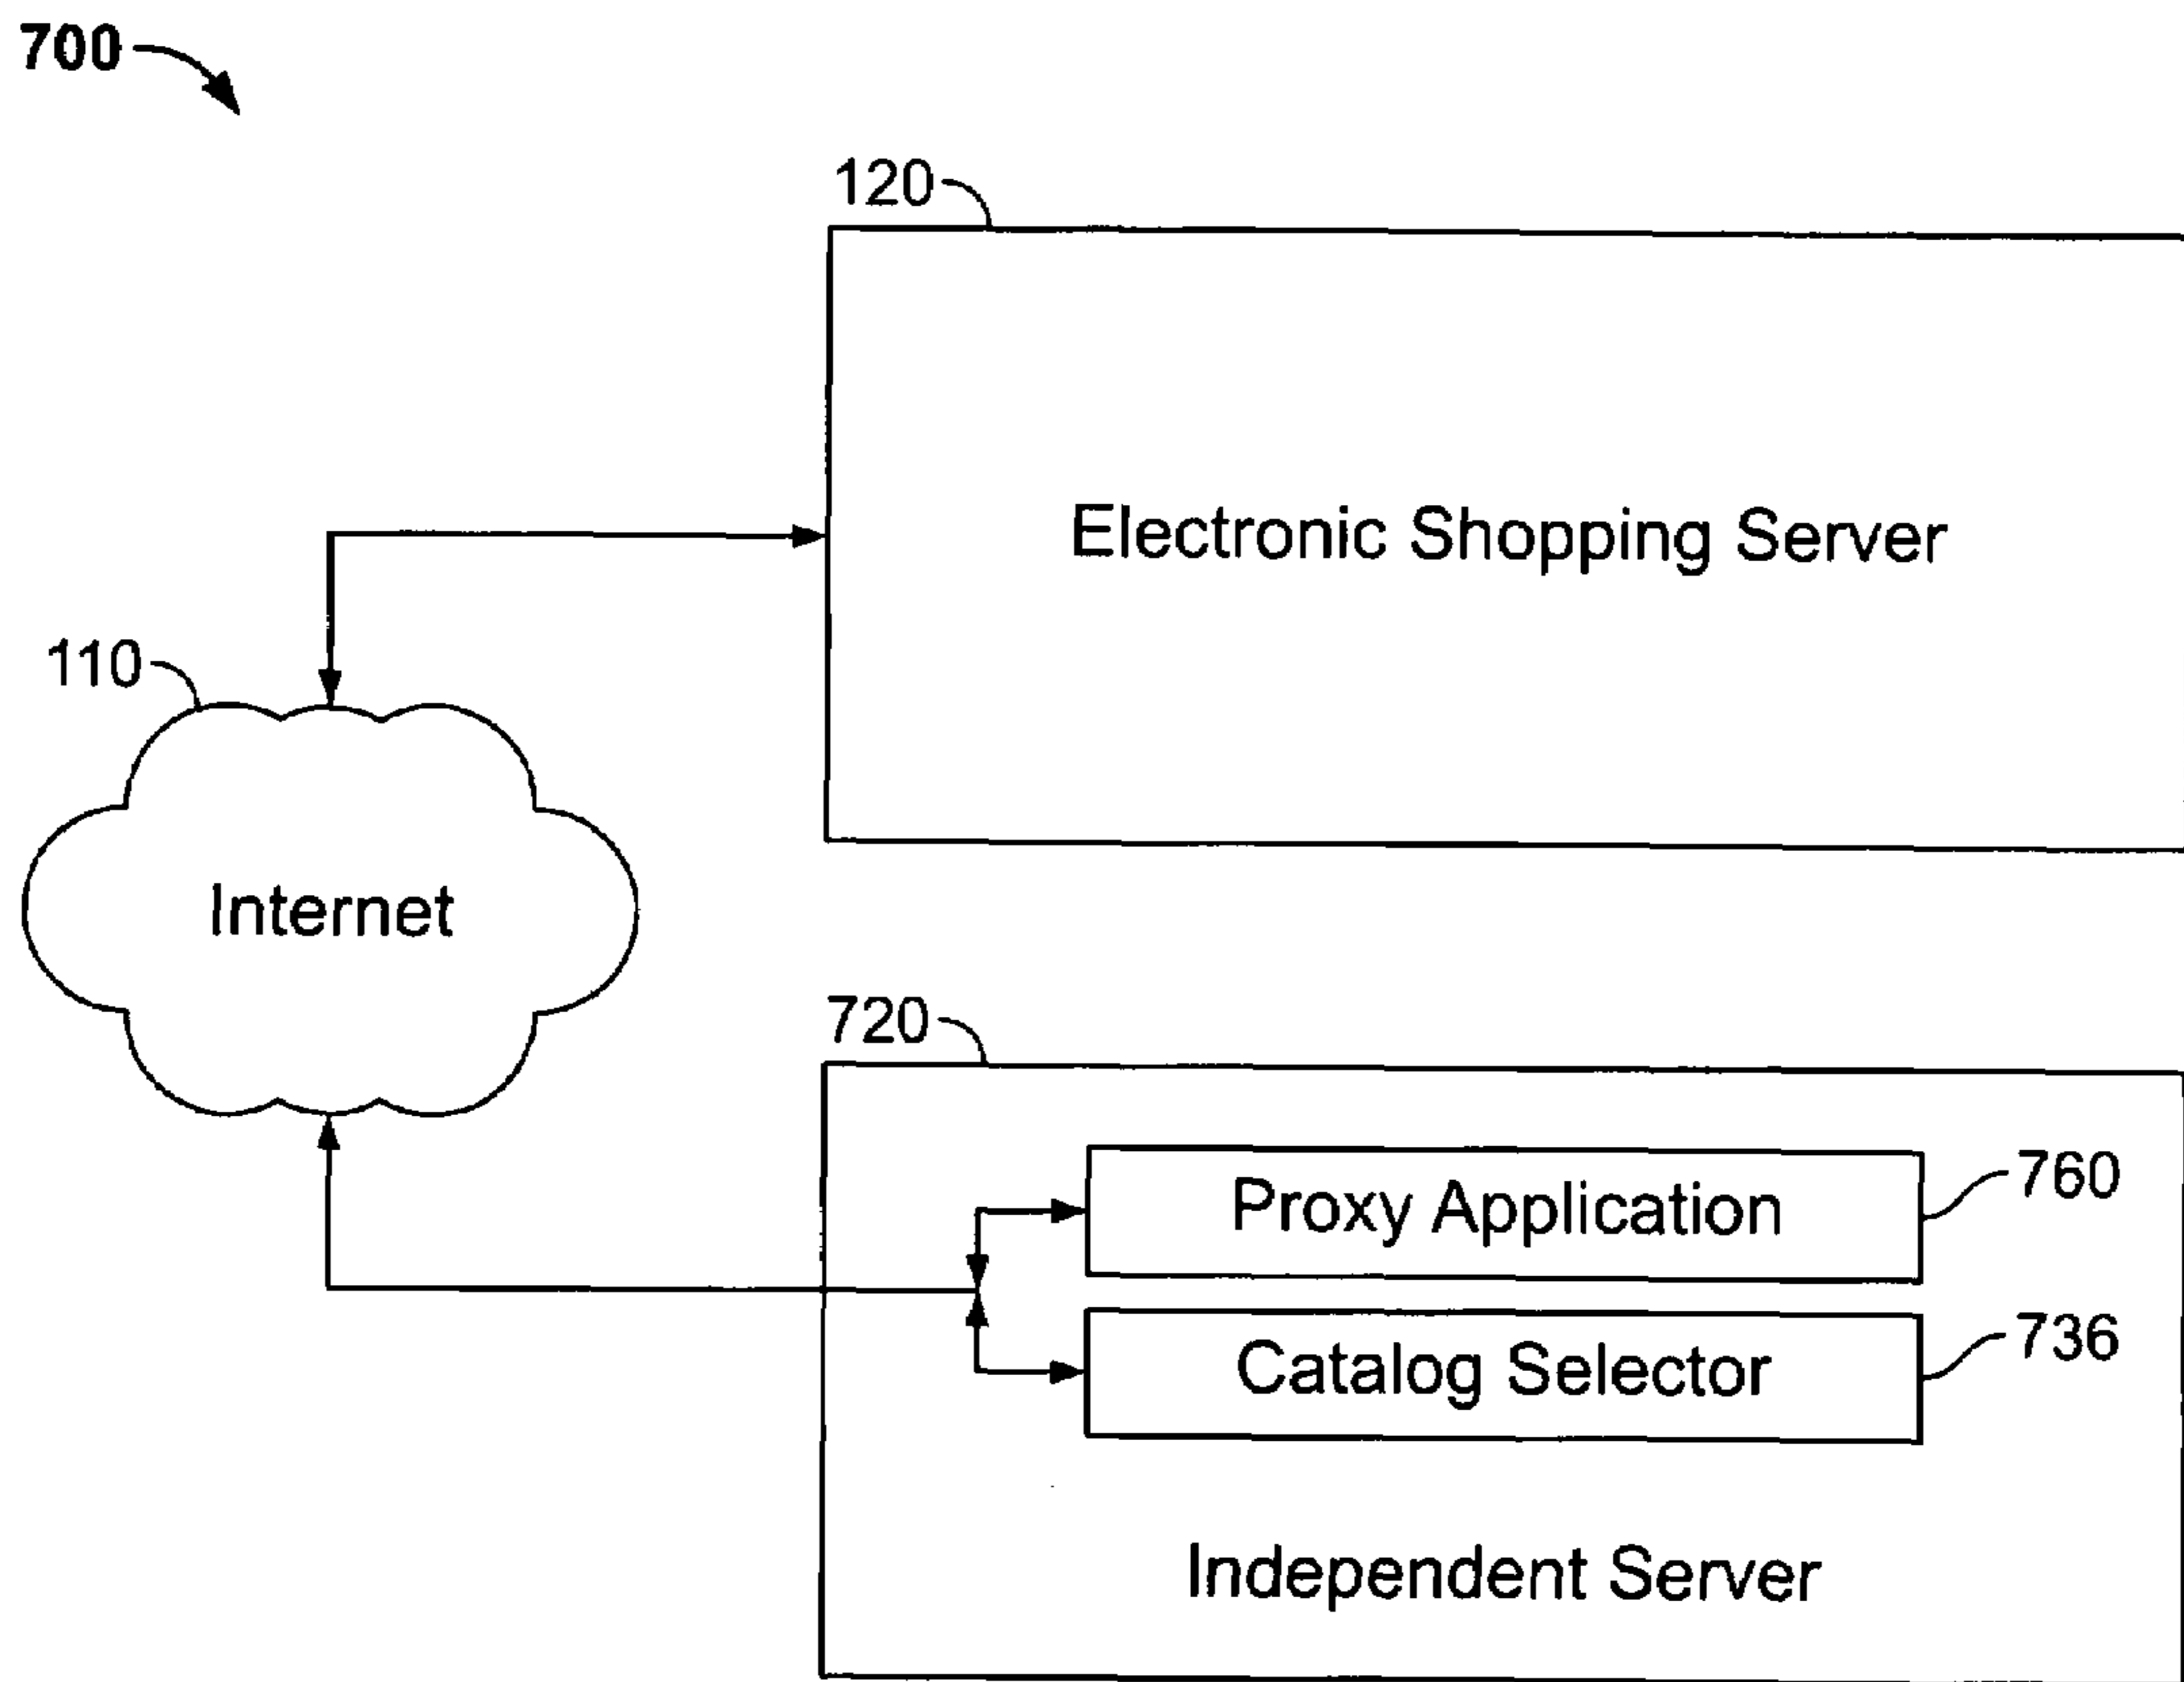 700
120
Electronic Shopping Server
110
Internet
720
Proxy Application
760
Catalog Selector
736
Independent Server